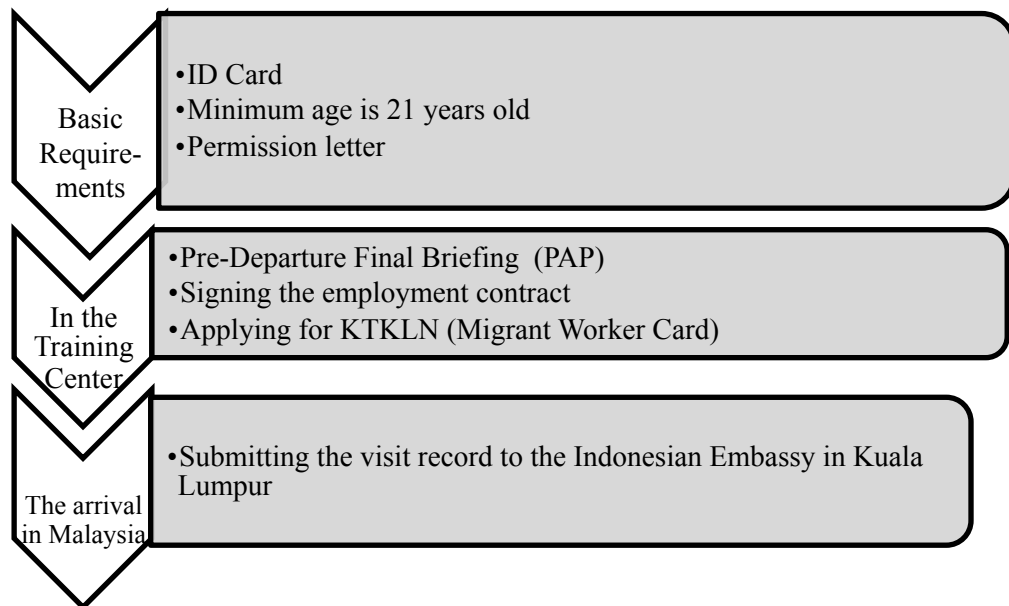 Basic
Require-
ments
•ID Card
•Minimum age is 21 years old
•Permission letter
In the
Training
Center
•Pre-Departure Final Briefing (PAP)
•Signing the employment contract
•Applying for KTKLN (Migrant Worker Card)
The arrival
in Malaysia
•Submitting the visit record to the Indonesian Embassy in Kuala
Lumpur